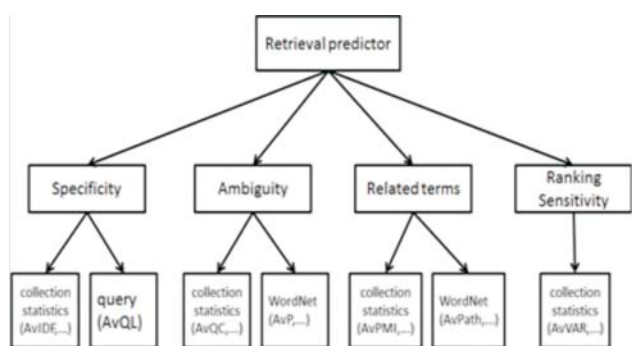 Retrieval predictor
Specificity
Ambiguity
Related terms
Ranking
Sensitivity
collection
statistics
(AvIDF,...)
query
(AvQL)
collection
statistics
(AvQC,...)
WordNet
(AvP,...)
collection
statistics
(AvPMI,...)
WordNet
(AvPath,...)
collection
statistics
(AvVAR,...)